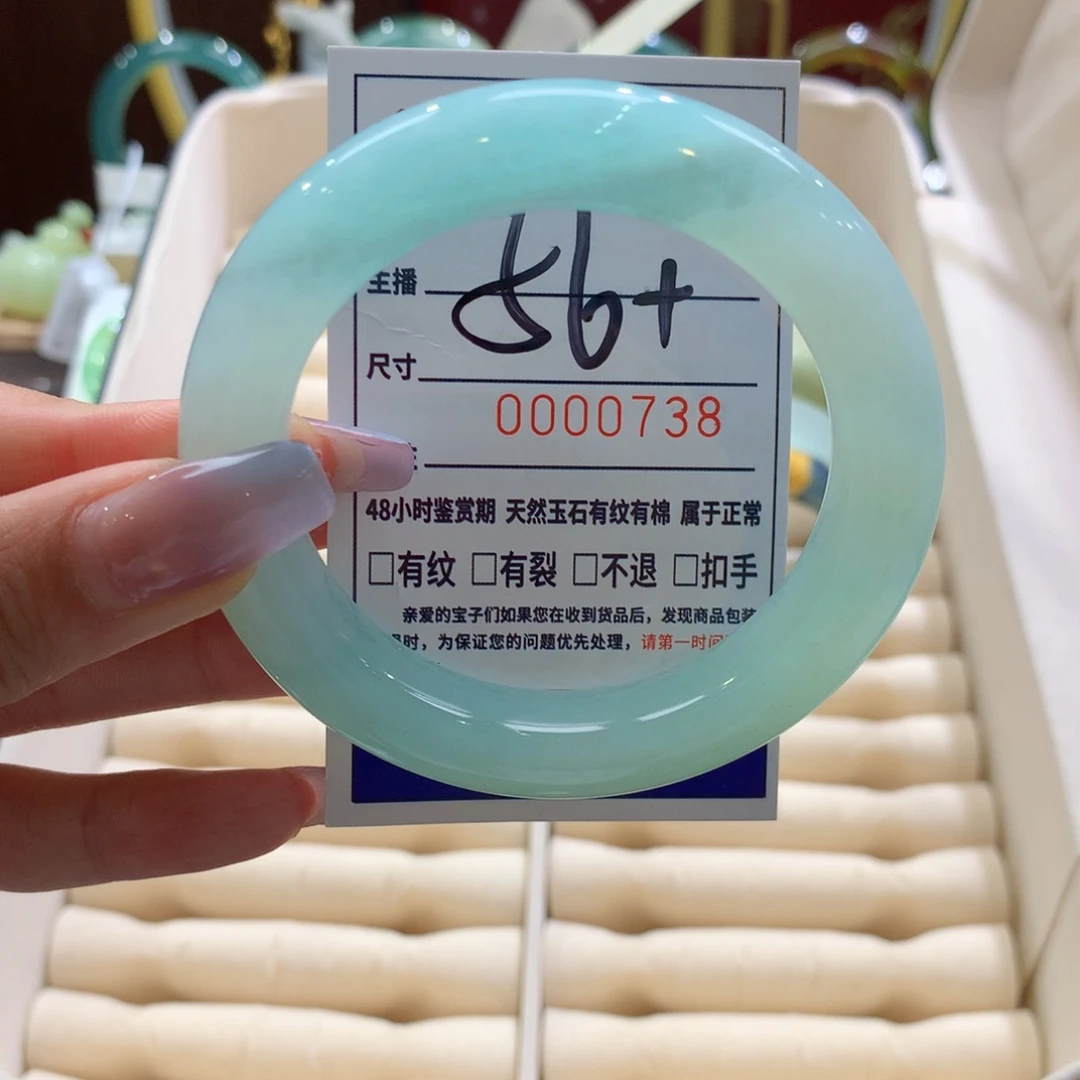 主播
56+
尺寸
0000738
48小时鉴赏期 天然玉石有纹有棉 属于正常
□有纹 □有裂 □不退 □扣手
亲爱的宝子们如果您在收到货品后，发现商品包装
时，为保证您的问题优先处理，请第一时间